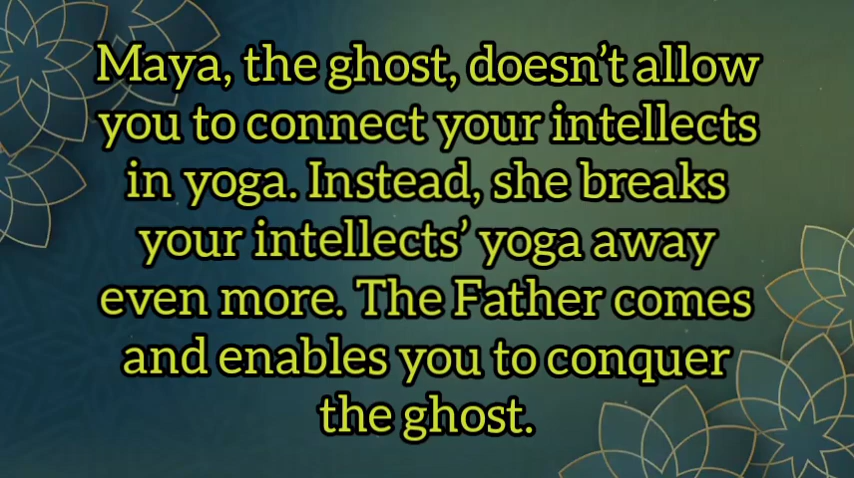 Maya, the ghost, doesn’t allow
you to connect your intellects
in yoga. Instead, she breaks
your intellects’ yoga away
even more. The Father comes
and enables you to conquer
the ghost.